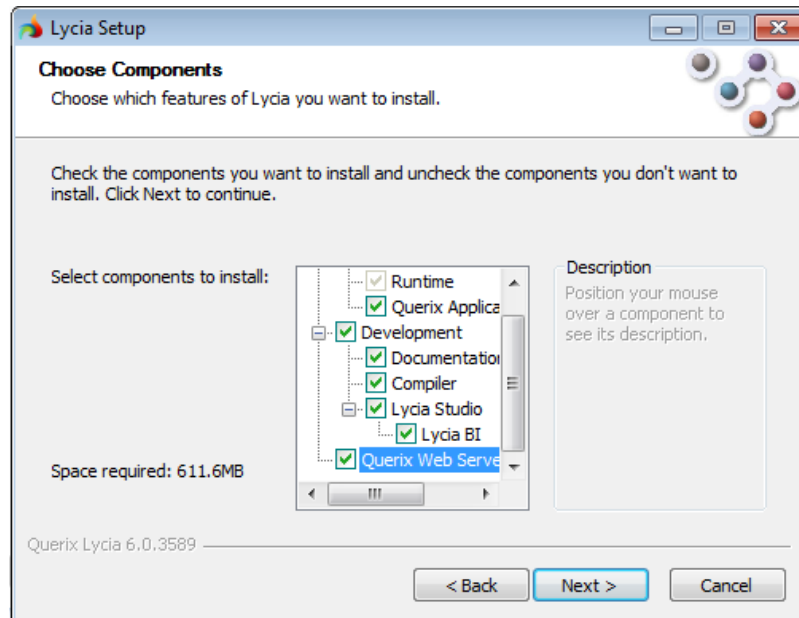 Lycia Setup
Choose Components
Choose which features of Lycia you want to install.
Check the components you want to install and uncheck the components you don't want to
install. Click Next to continue.
Select components to install:
Runtime
Querix Applica
Development
Documentation
Compiler
Lycia Studio
Lycia BI
Querix Web Serve
Description
Position your mouse
over a component to
see its description.
Space required: 611.6MB
Querix Lycia 6.0.3589
< Back
Next >
Cancel